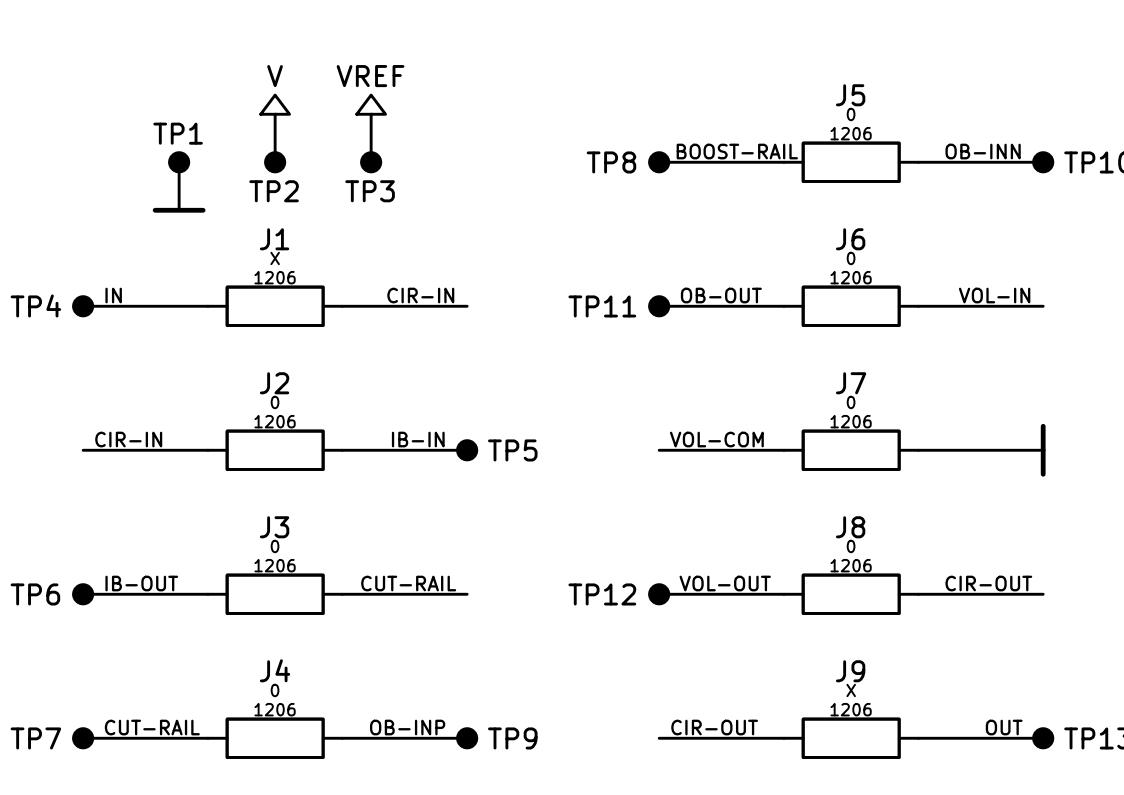 V
VREF
TP1
TP2
TP3
J5
0
1206
TP8
BOOST-RAIL
OB-INN
TP10
J1
X
1206
TP4
IN
CIR-IN
J6
0
1206
TP11
OB-OUT
VOL-IN
J2
0
1206
CIR-IN
IB-IN
TP5
J7
0
1206
VOL-COM
J3
0
1206
TP6
IB-OUT
CUT-RAIL
J8
0
1206
TP12
VOL-OUT
CIR-OUT
J4
0
1206
TP7
CUT-RAIL
OB-INP
TP9
J9
X
1206
CIR-OUT
OUT
TP13